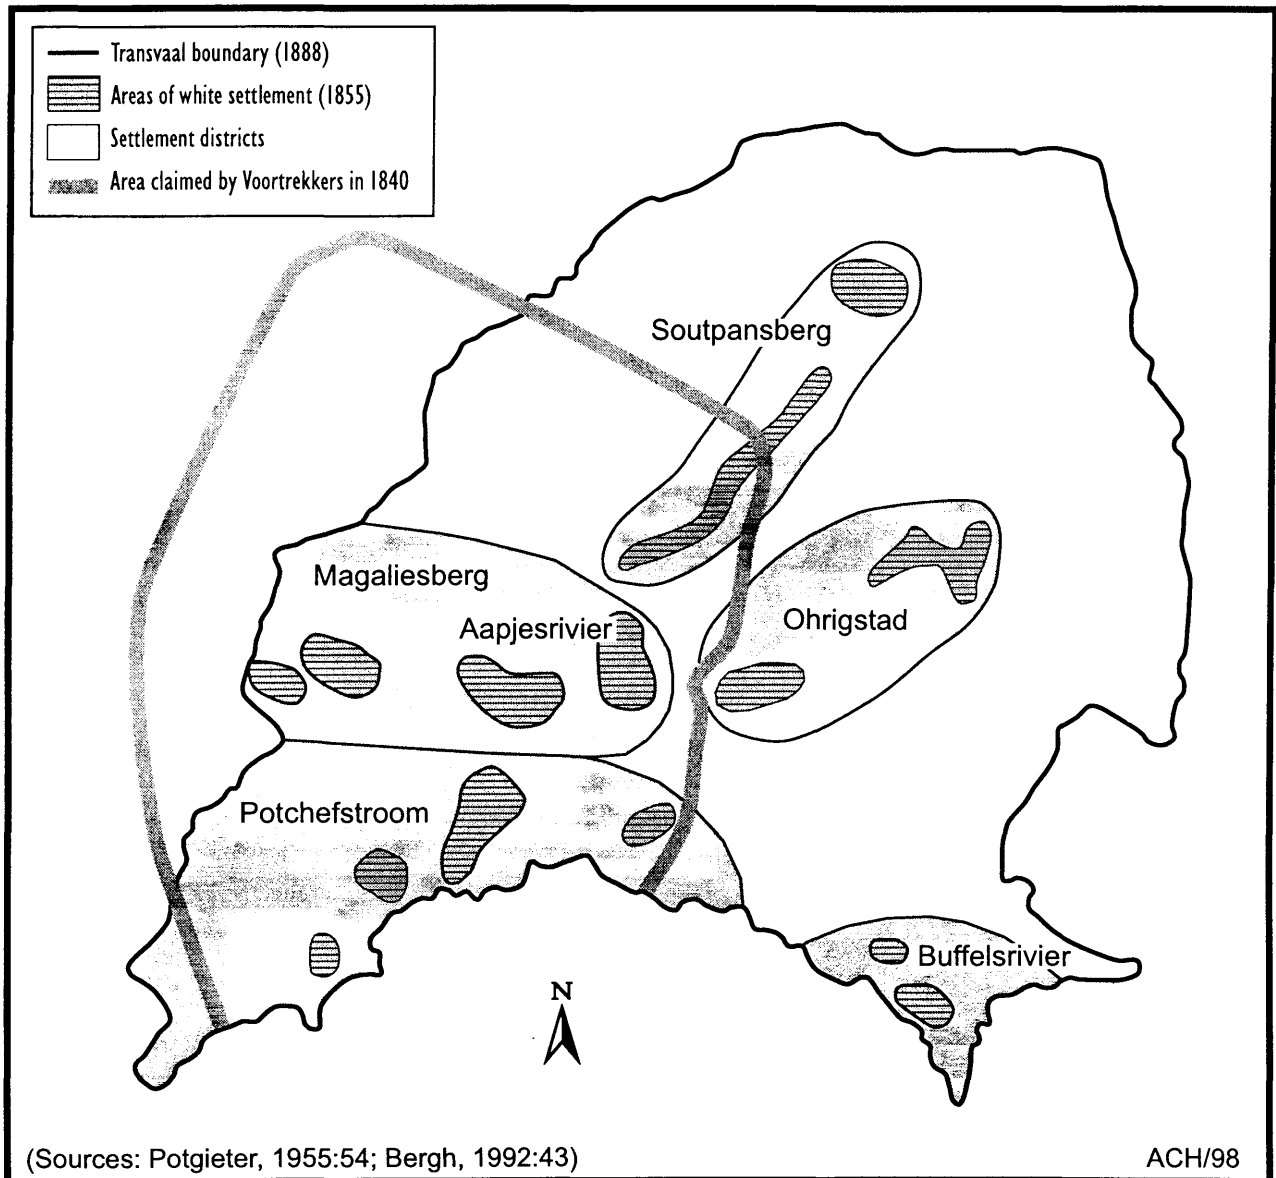 Transvaal boundary (1888)
Areas of white settlement (1855)
Settlement districts
Area claimed by Voortrekkers in 1840
Soutpansberg
Magaliesberg
Aapjesrivier
Ohrigstad
Potchefstroom
Buffelsrivier
N
(Sources: Potgieter, 1955:54; Bergh, 1992:43)
ACH/98